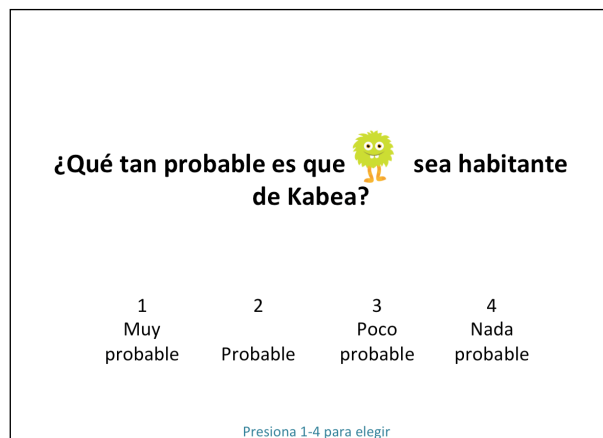 ¿Qué tan probable es que sea habitante
de Kabea?
1 2 3 4
Muy Poco Nada
probable Probable probable probable
Presiona 1-4 para elegir